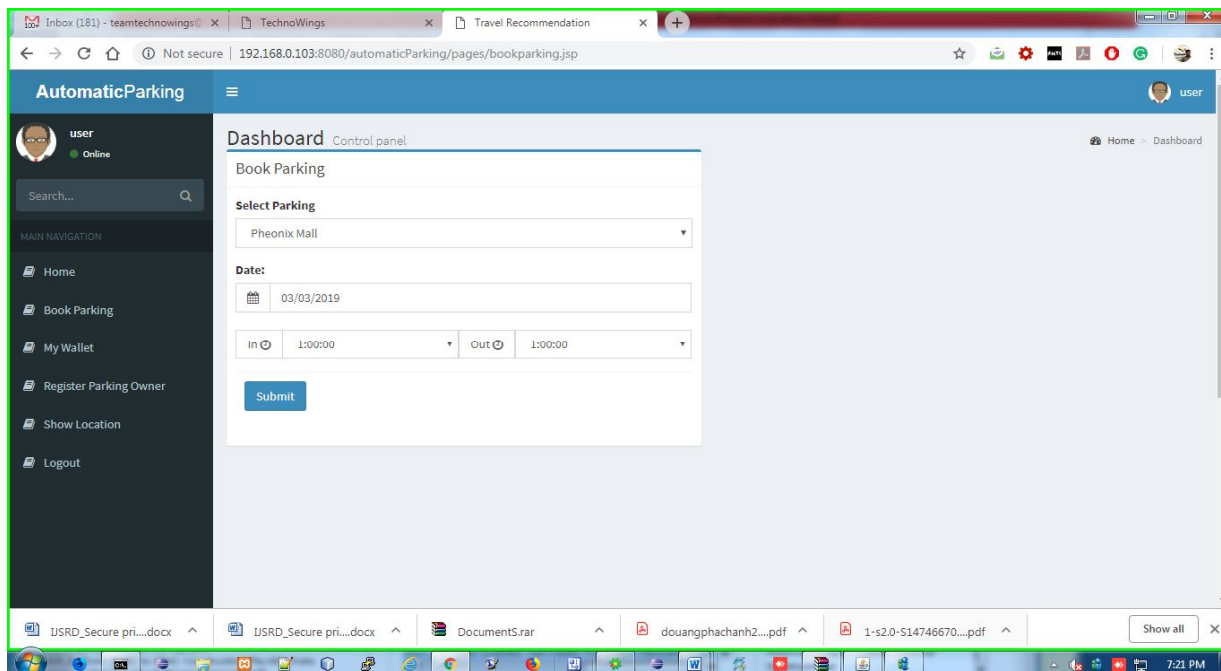 Inbox (181) - teamtechnowings
TechnoWings
Travel Recommendation
Not secure | 192.168.0.103:8080/automaticParking/pages/bookparking.jsp
AutomaticParking
user
user
Online
Dashboard Control panel
Home > Dashboard
Search...
Book Parking
Select Parking
MAIN NAVIGATION
Pheonix Mall
Home
Date:
03/03/2019
Book Parking
My Wallet
In 1:00:00 Out 1:00:00
Register Parking Owner
Submit
Show Location
Logout
IJSRD_Secure pri....docx
IJSRD_Secure pri....docx
DocumentS.rar
douangphachanh2....pdf
1-s2.0-S14746670....pdf
Show all
7:21 PM